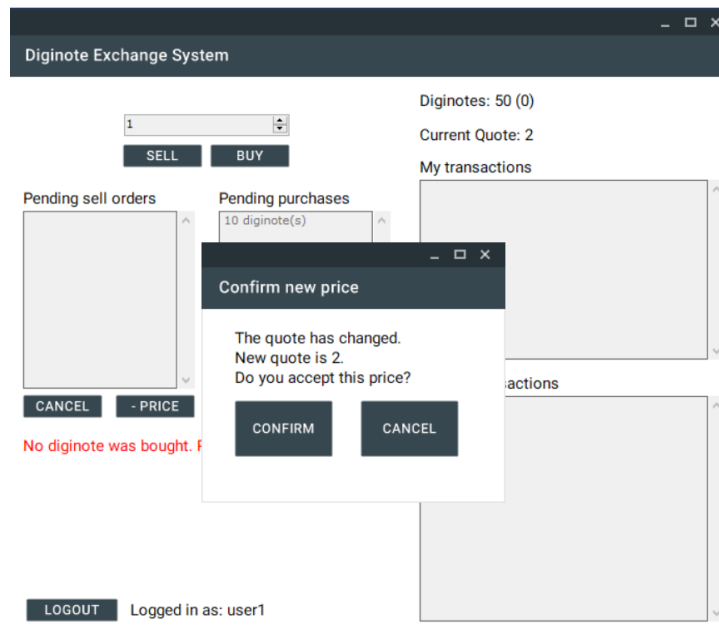 Diginote Exchange System
Diginotes: 50 (0)
1
Current Quote: 2
SELL
BUY
My transactions
Pending sell orders
Pending purchases
10 diginote(s)
Confirm new price
The quote has changed.
New quote is 2.
Do you accept this price?
CONFIRM
CANCEL
CANCEL
- PRICE
No diginote was bought.
LOGOUT
Logged in as: user1